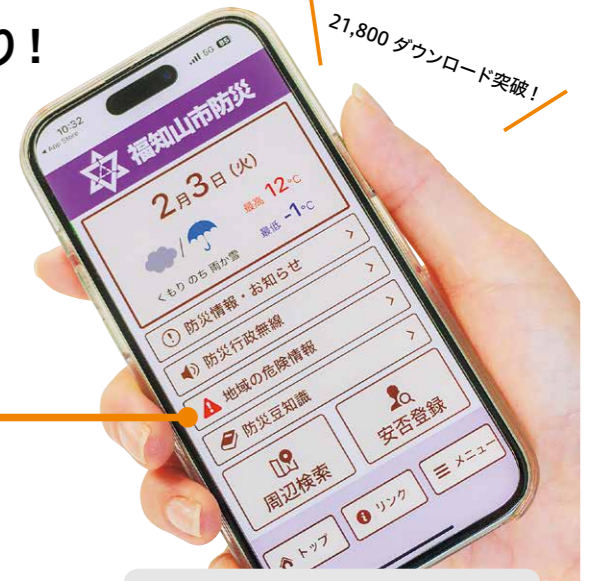 り！
21,800 ダウンロード突破！
10:32
5G 85
◀ App Store
福知山市防災
2月3日（火）
最高 12℃
最低 -1℃
くもり のち 雨か雪
防災情報・お知らせ
防災行政無線
地域の危険情報
防災豆知識
周辺検索
安否登録
トップ
リンク
メニュー